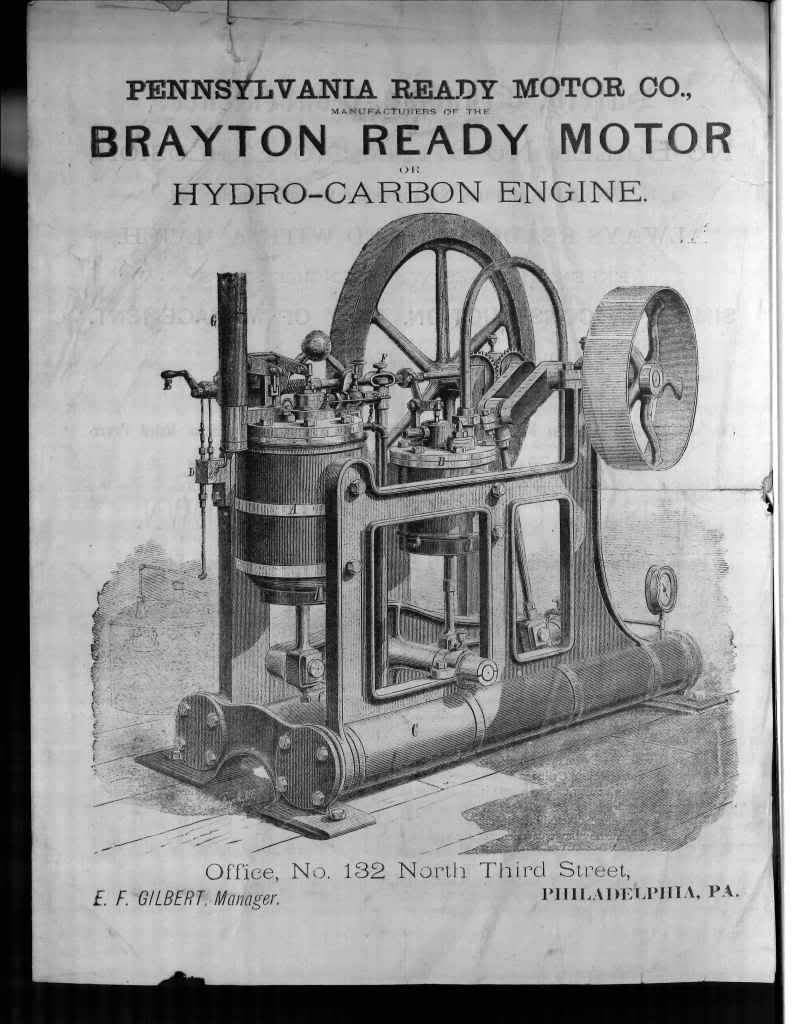 PENNSYLVANIA READY MOTOR CO.,
MANUFACTURERS OF THE
BRAYTON READY MOTOR
OR
HYDRO-CARBON ENGINE.
G
F
D
B
A
C
Office, No. 132 North Third Street,
E. F. GILBERT, Manager.
PHILADELPHIA, PA.